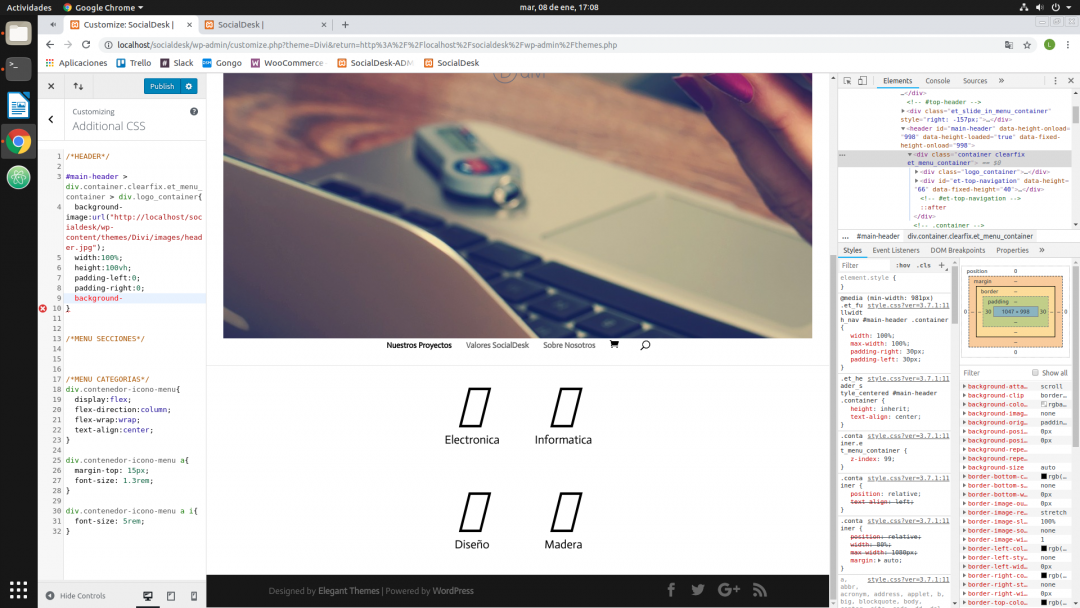 Actividades
Google Chrome
mar, 08 de ene, 17:08
Customize: SocialDesk |
SocialDesk |
localhost/socialdesk/wp-admin/customize.php?theme=Divi&return=http%3A%2F%2Flocalhost%2Fsocialdesk%2Fwp-admin%2Fthemes.php
L
Aplicaciones
Trello
Slack
Gongo
WooCommerce
SocialDesk-ADM
SocialDesk
Publish
Customizing
Additional CSS
1 /*HEADER*/
2
3 #main-header >
div.container.clearfix.et_menu_
container > div.logo_container{
4 background-
image:url("http://localhost/soc
ialdesk/wp-
content/themes/Divi/images/head
er.jpg");
5 width:100%;
6 height:100vh;
7 padding-left:0;
8 padding-right:0;
9 background-
10 }
11
12
13 /*MENU SECCIONES*/
14
15
16
17 /*MENU CATEGORIAS*/
18 div.contenedor-icono-menu{
19 display:flex;
20 flex-direction:column;
21 flex-wrap:wrap;
22 text-align:center;
23 }
24
25 div.contenedor-icono-menu a{
26 margin-top: 15px;
27 font-size: 1.3rem;
28 }
29
30 div.contenedor-icono-menu a i{
31 font-size: 5rem;
32 }
Hide Controls
divi
Nuestros Proyectos
Valores SocialDesk
Sobre Nosotros
Electronica
Informatica
Diseño
Madera
Designed by Elegant Themes | Powered by WordPress
Elements
Console
Sources
»
…</div>
<!-- #top-header -->
<div class="et_slide_in_menu_container"
style="right: -157px;">…</div>
<header id="main-header" data-height-onload=
"998" data-height-loaded="true" data-fixed-
height-onload="998">
<div class="container clearfix
et_menu_container"> == $0
<div class="logo_container">…</div>
<div id="et-top-navigation" data-height=
"66" data-fixed-height="40">…</div>
<!-- #et-top-navigation -->
::after
</div>
<!-- .container -->
... #main-header div.container.clearfix.et_menu_container
Styles
Event Listeners
DOM Breakpoints
Properties
»
Filter
:hov .cls +
element.style {
}
@media (min-width: 981px)
.et_fu style.css?ver=3.7.1:11
llwidt
h_nav #main-header .container
{
width: 100%;
max-width: 100%;
padding-right: 30px;
padding-left: 30px;
}
.et_he style.css?ver=3.7.1:11
ader_s
tyle_centered #main-header
.container {
height: inherit;
text-align: center;
}
.conta style.css?ver=3.7.1:11
iner.e
t_menu_container {
z-index: 99;
}
.conta style.css?ver=3.7.1:11
iner {
position: relative;
text-align: left;
}
.conta style.css?ver=3.7.1:11
iner {
position: relative;
width: 80%;
max-width: 1080px;
margin: auto;
}
a, style.css?ver=3.7.1:11
abbr,
acronym, address, applet, b,
big, blockquote, body,
position 0
margin –
border –
padding –
0 – 30 1047 × 998 30 – 0
–
–
–
0
Filter
Show all
background-atta… scroll
background-clip border…
background-colo… rgba…
background-imag… none
background-orig… paddin…
background-posi… 0px
background-posi… 0px
background-repe…
background-repe…
background-size auto
border-bottom-c… rgb(…
border-bottom-s… none
border-bottom-w… 0px
border-image-ou… 0px
border-image-re… stretch
border-image-sl… 100%
border-image-so… none
border-image-wi… 1
border-left-col… rgb(…
border-left-sty… none
border-left-wid… 0px
border-right-co… rgb(…
border-right-st… none
border-right-wi… 0px
border-top-colo… rgb(…